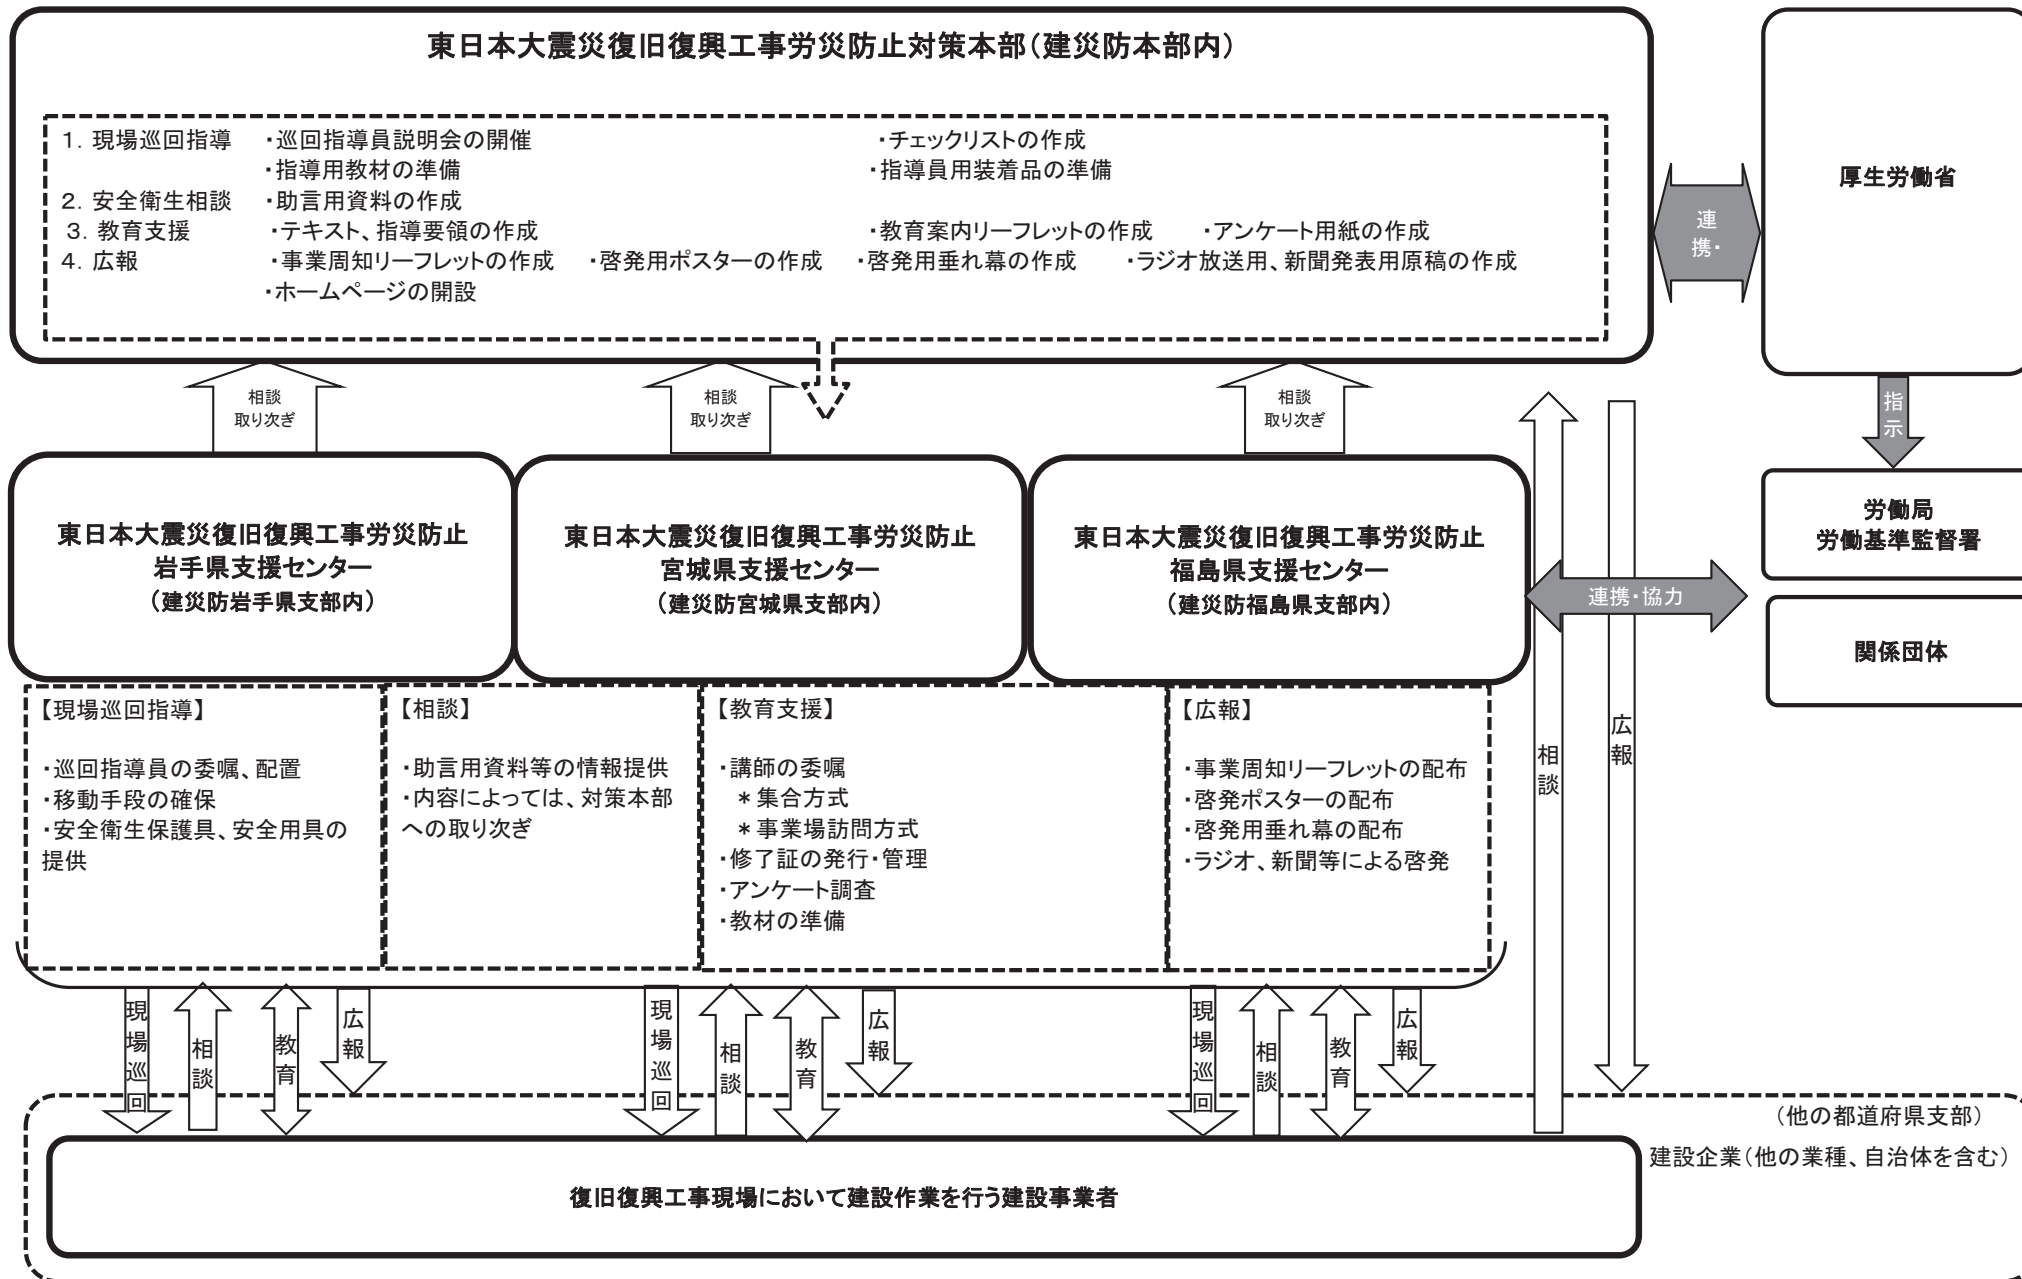 東日本大震災復旧復興工事労災防止対策本部(建災防本部内)
1. 現場巡回指導 ・巡回指導員説明会の開催 ・チェックリストの作成
・指導用教材の準備 ・指導員用装着品の準備
2. 安全衛生相談 ・助言用資料の作成
3. 教育支援 ・テキスト、指導要領の作成 ・教育案内リーフレットの作成 ・アンケート用紙の作成
4. 広報 ・事業周知リーフレットの作成 ・啓発用ポスターの作成 ・啓発用垂れ幕の作成 ・ラジオ放送用、新聞発表用原稿の作成
・ホームページの開設
連
携・
厚生労働省
指
示
労働局
労働基準監督署
関係団体
連携・協力
相談
取り次ぎ
相談
取り次ぎ
相談
取り次ぎ
東日本大震災復旧復興工事労災防止
岩手県支援センター
(建災防岩手県支部内)
東日本大震災復旧復興工事労災防止
宮城県支援センター
(建災防宮城県支部内)
東日本大震災復旧復興工事労災防止
福島県支援センター
(建災防福島県支部内)
【現場巡回指導】
・巡回指導員の委嘱、配置
・移動手段の確保
・安全衛生保護具、安全用具の
提供
【相談】
・助言用資料等の情報提供
・内容によっては、対策本部
への取り次ぎ
【教育支援】
・講師の委嘱
＊集合方式
＊事業場訪問方式
・修了証の発行・管理
・アンケート調査
・教材の準備
【広報】
・事業周知リーフレットの配布
・啓発ポスターの配布
・啓発用垂れ幕の配布
・ラジオ、新聞等による啓発
相
談
広
報
現
場
巡
回
相
談
教
育
広
報
現
場
巡
回
相
談
教
育
広
報
現
場
巡
回
相
談
教
育
広
報
(他の都道府県支部)
建設企業(他の業種、自治体を含む)
復旧復興工事現場において建設作業を行う建設事業者